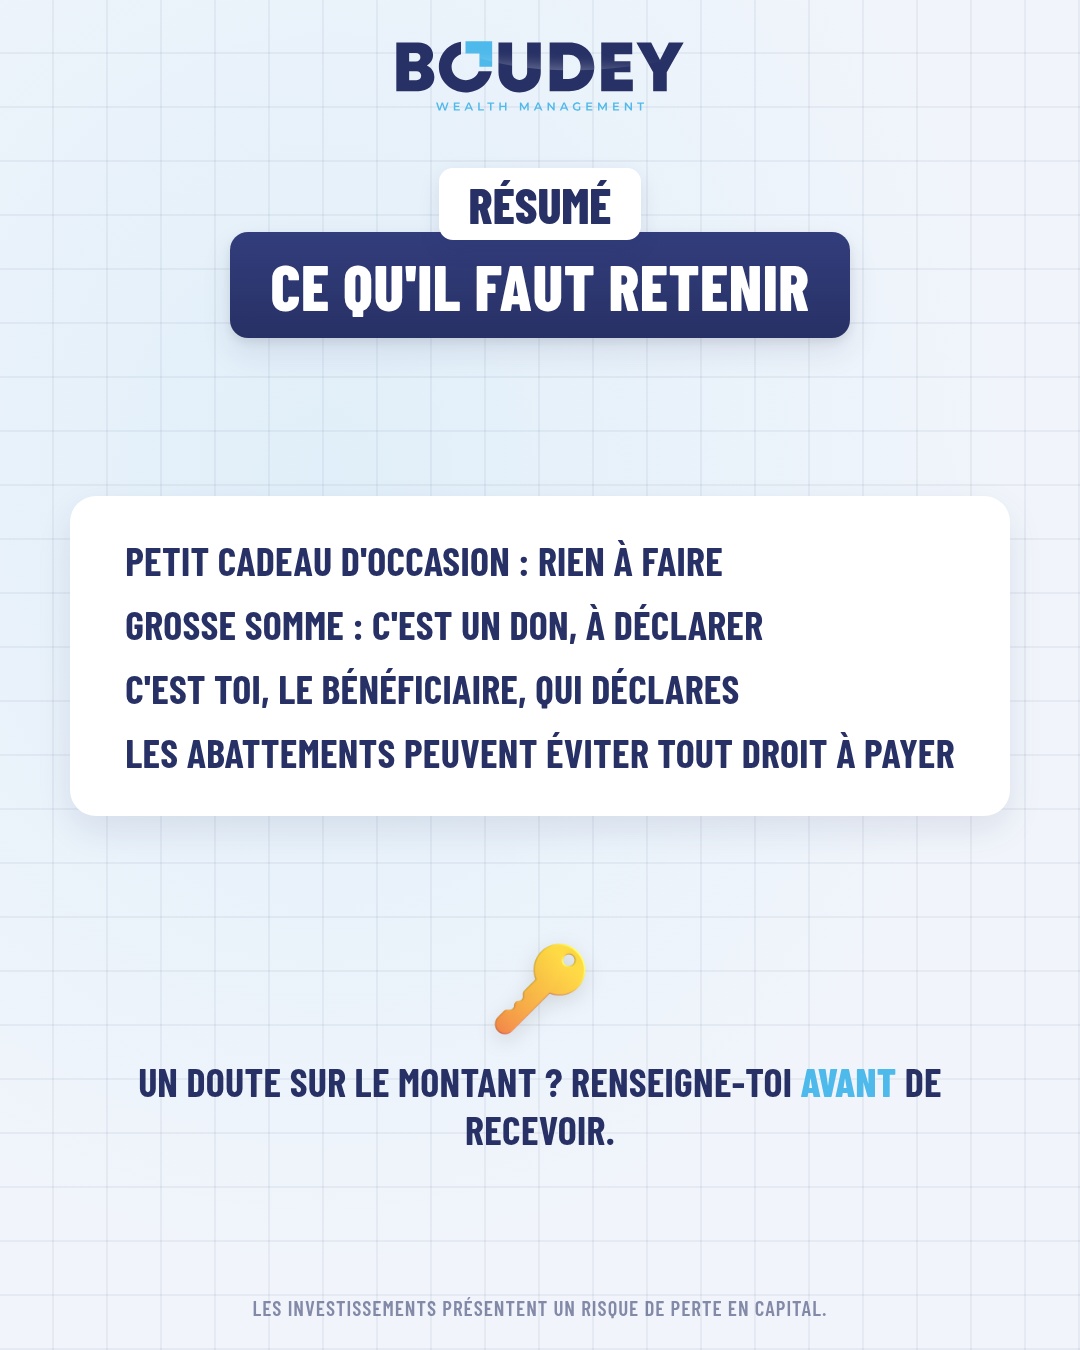 BOUDEY
WEALTH MANAGEMENT
RÉSUMÉ
CE QU'IL FAUT RETENIR
PETIT CADEAU D'OCCASION : RIEN À FAIRE
GROSSE SOMME : C'EST UN DON, À DÉCLARER
C'EST TOI, LE BÉNÉFICIAIRE, QUI DÉCLARES
LES ABATTEMENTS PEUVENT ÉVITER TOUT DROIT À PAYER
UN DOUTE SUR LE MONTANT ? RENSEIGNE-TOI AVANT DE
RECEVOIR.
LES INVESTISSEMENTS PRÉSENTENT UN RISQUE DE PERTE EN CAPITAL.